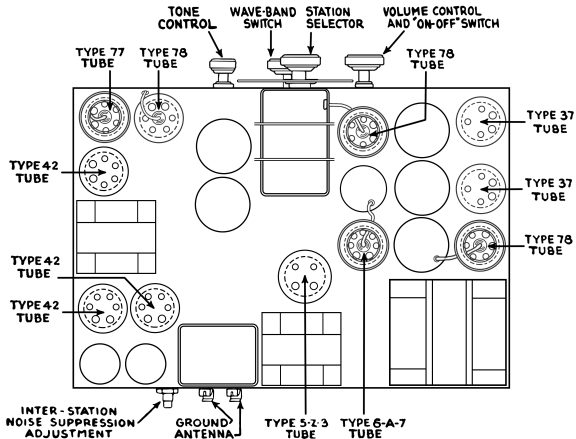 TONE
CONTROL
WAVE-BAND
SWITCH
STATION
SELECTOR
VOLUME CONTROL
AND "ON-OFF" SWITCH
TYPE 77
TUBE
TYPE 78
TUBE
TYPE 78
TUBE
TYPE 37
TUBE
TYPE 42
TUBE
TYPE 37
TUBE
TYPE 78
TUBE
TYPE 42
TUBE
TYPE 42
TUBE
INTER-STATION
NOISE SUPPRESSION
ADJUSTMENT
GROUND
ANTENNA
TYPE 5-Z-3
TUBE
TYPE 6-A-7
TUBE